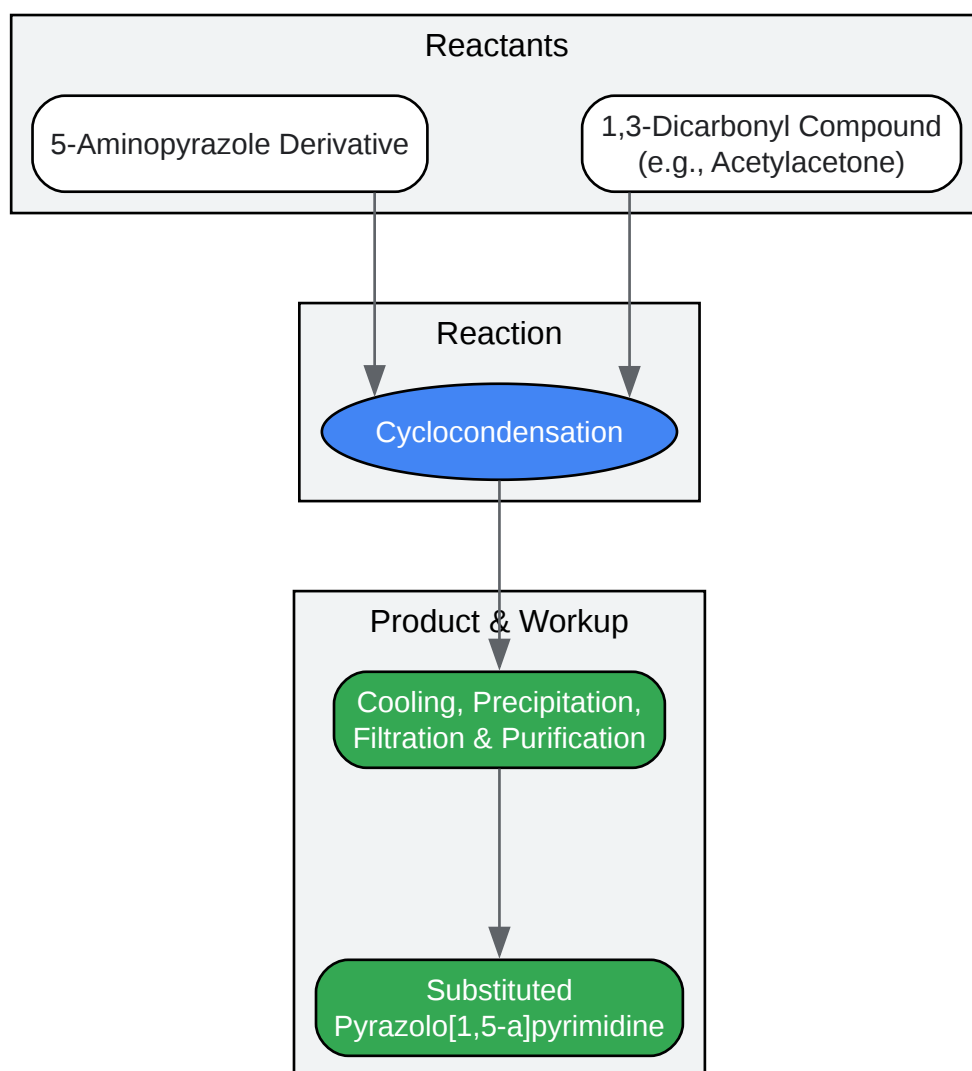 Reactants
5-Aminopyrazole Derivative
1,3-Dicarbonyl Compound
(e.g., Acetylacetone)
Reaction
Cyclocondensation
Product & Workup
Cooling, Precipitation,
Filtration & Purification
Substituted
Pyrazolo[1,5-a]pyrimidine